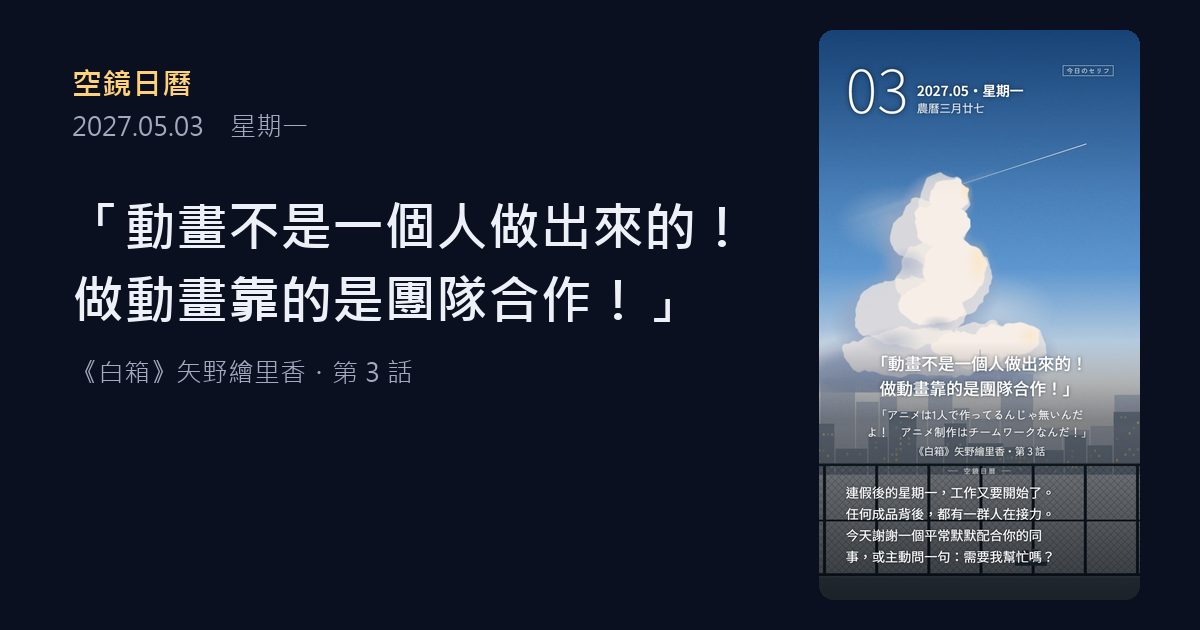 空鏡日曆
2027.05.03 星期一
「動畫不是一個人做出來的！
做動畫靠的是團隊合作！」
《白箱》矢野繪里香・第 3 話
今日のセリフ
03
2027.05・星期一
農曆三月廿七
「動畫不是一個人做出來的！
做動畫靠的是團隊合作！」
「アニメは1人で作ってるんじゃ無いんだ
よ！　アニメ制作はチームワークなんだ！」
《白箱》矢野繪里香・第 3 話
— 空鏡日曆 —
連假後的星期一，工作又要開始了。
任何成品背後，都有一群人在接力。
今天謝謝一個平常默默配合你的同
事，或主動問一句：需要我幫忙嗎？